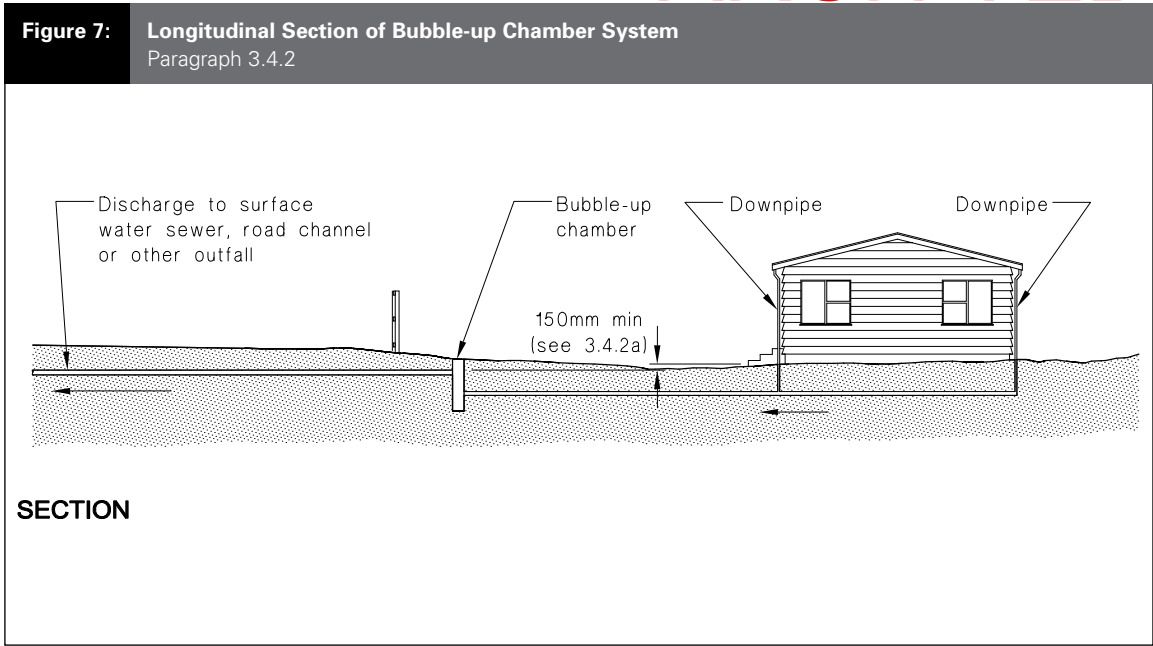 Figure 7:
Longitudinal Section of Bubble-up Chamber System
Paragraph 3.4.2
Discharge to surface
water sewer, road channel
or other outfall
Bubble-up
chamber
Downpipe
Downpipe
150mm min
(see 3.4.2a)
SECTION